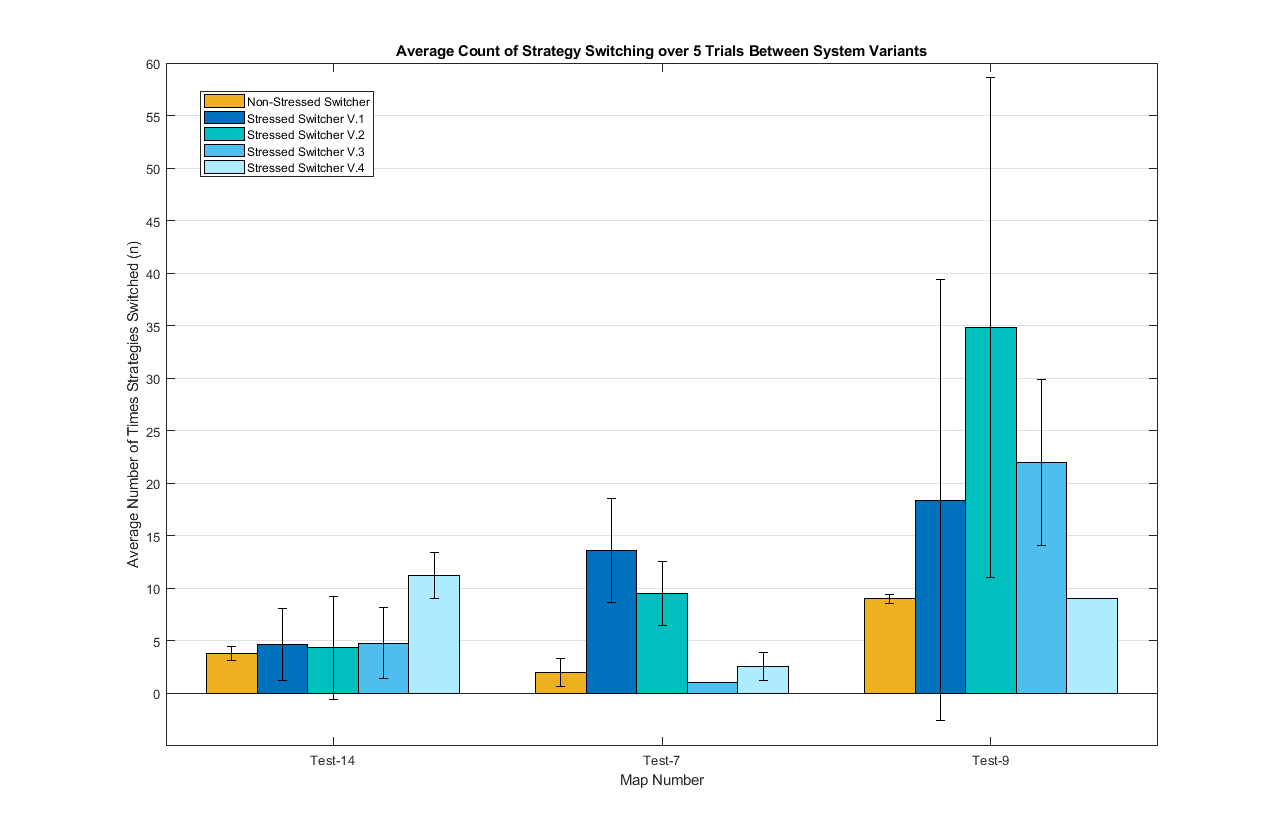 Average Count of Strategy Switching over 5 Trials Between System Variants
60
55
50
45
40
35
30
25
20
15
10
5
0
Average Number of Times Strategies Switched (n)
Non-Stressed Switcher
Stressed Switcher V.1
Stressed Switcher V.2
Stressed Switcher V.3
Stressed Switcher V.4
Test-14 Test-7 Test-9
Map Number